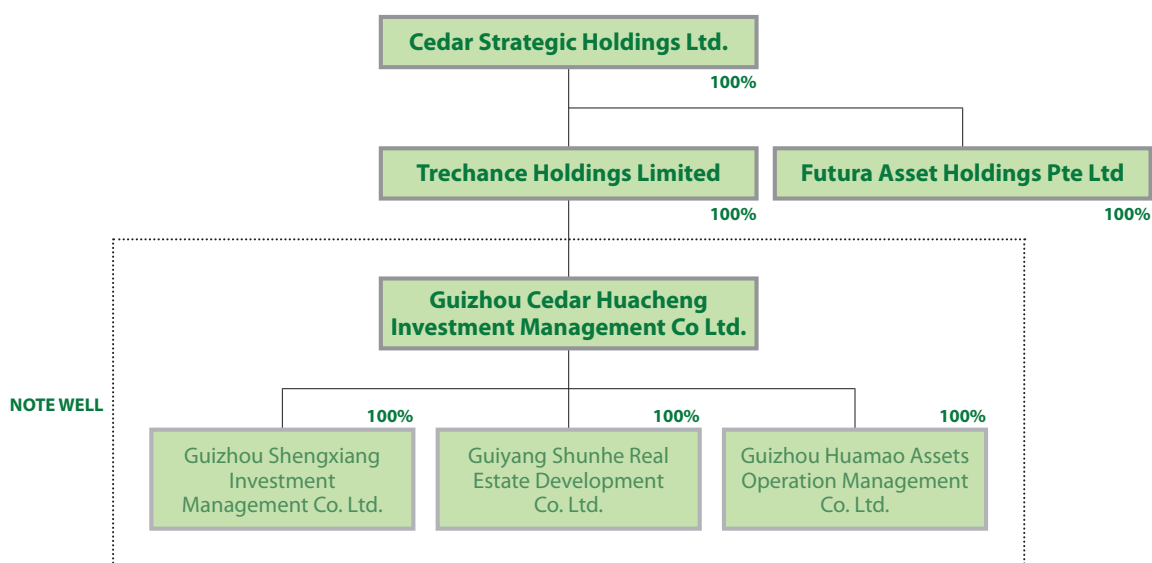 Cedar Strategic Holdings Ltd.
100%
Trechance Holdings Limited
Futura Asset Holdings Pte Ltd
100%
100%
Guizhou Cedar Huacheng
Investment Management Co Ltd.
NOTE WELL
100%
100%
100%
Guizhou Shengxiang
Investment
Management Co. Ltd.
Guiyang Shunhe Real
Estate Development
Co. Ltd.
Guizhou Huamao Assets
Operation Management
Co. Ltd.